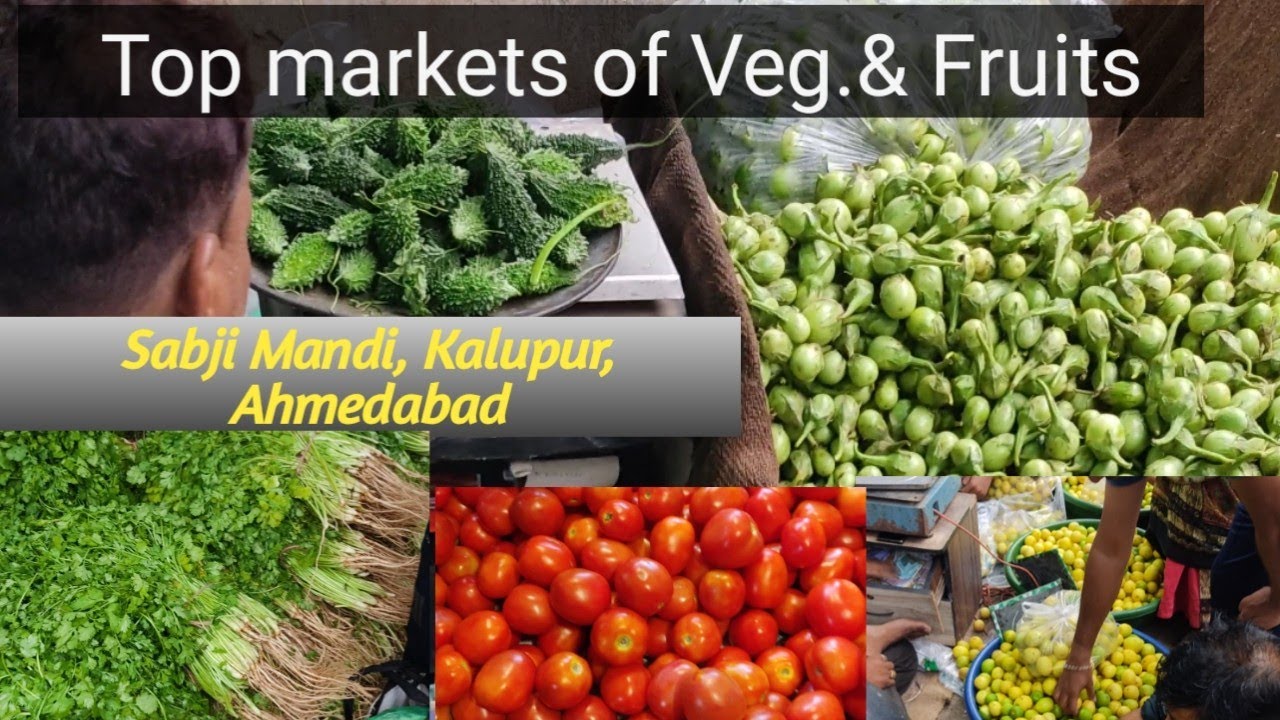 Top markets of Veg.& Fruits
Sabji Mandi, Kalupur,
Ahmedabad